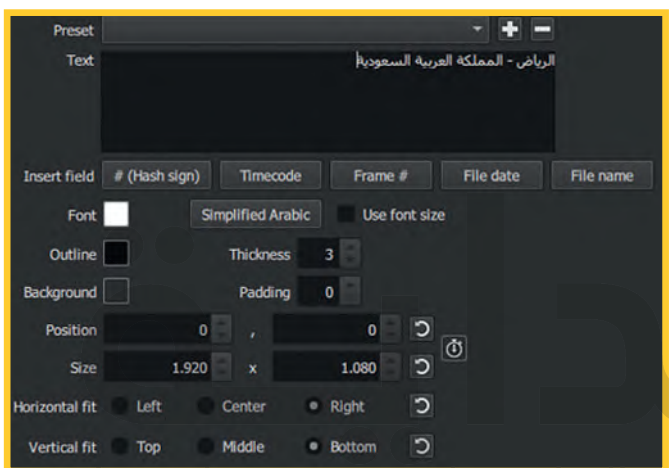 Preset
Text الرياض - المملكة العربية السعودية
Insert field # (Hash sign) Timecode Frame # File date File name
Font Simplified Arabic Use font size
Outline Thickness 3
Background Padding 0
Position 0 , 0
Size 1.920 x 1.080
Horizontal fit Left Center Right
Vertical fit Top Middle Bottom